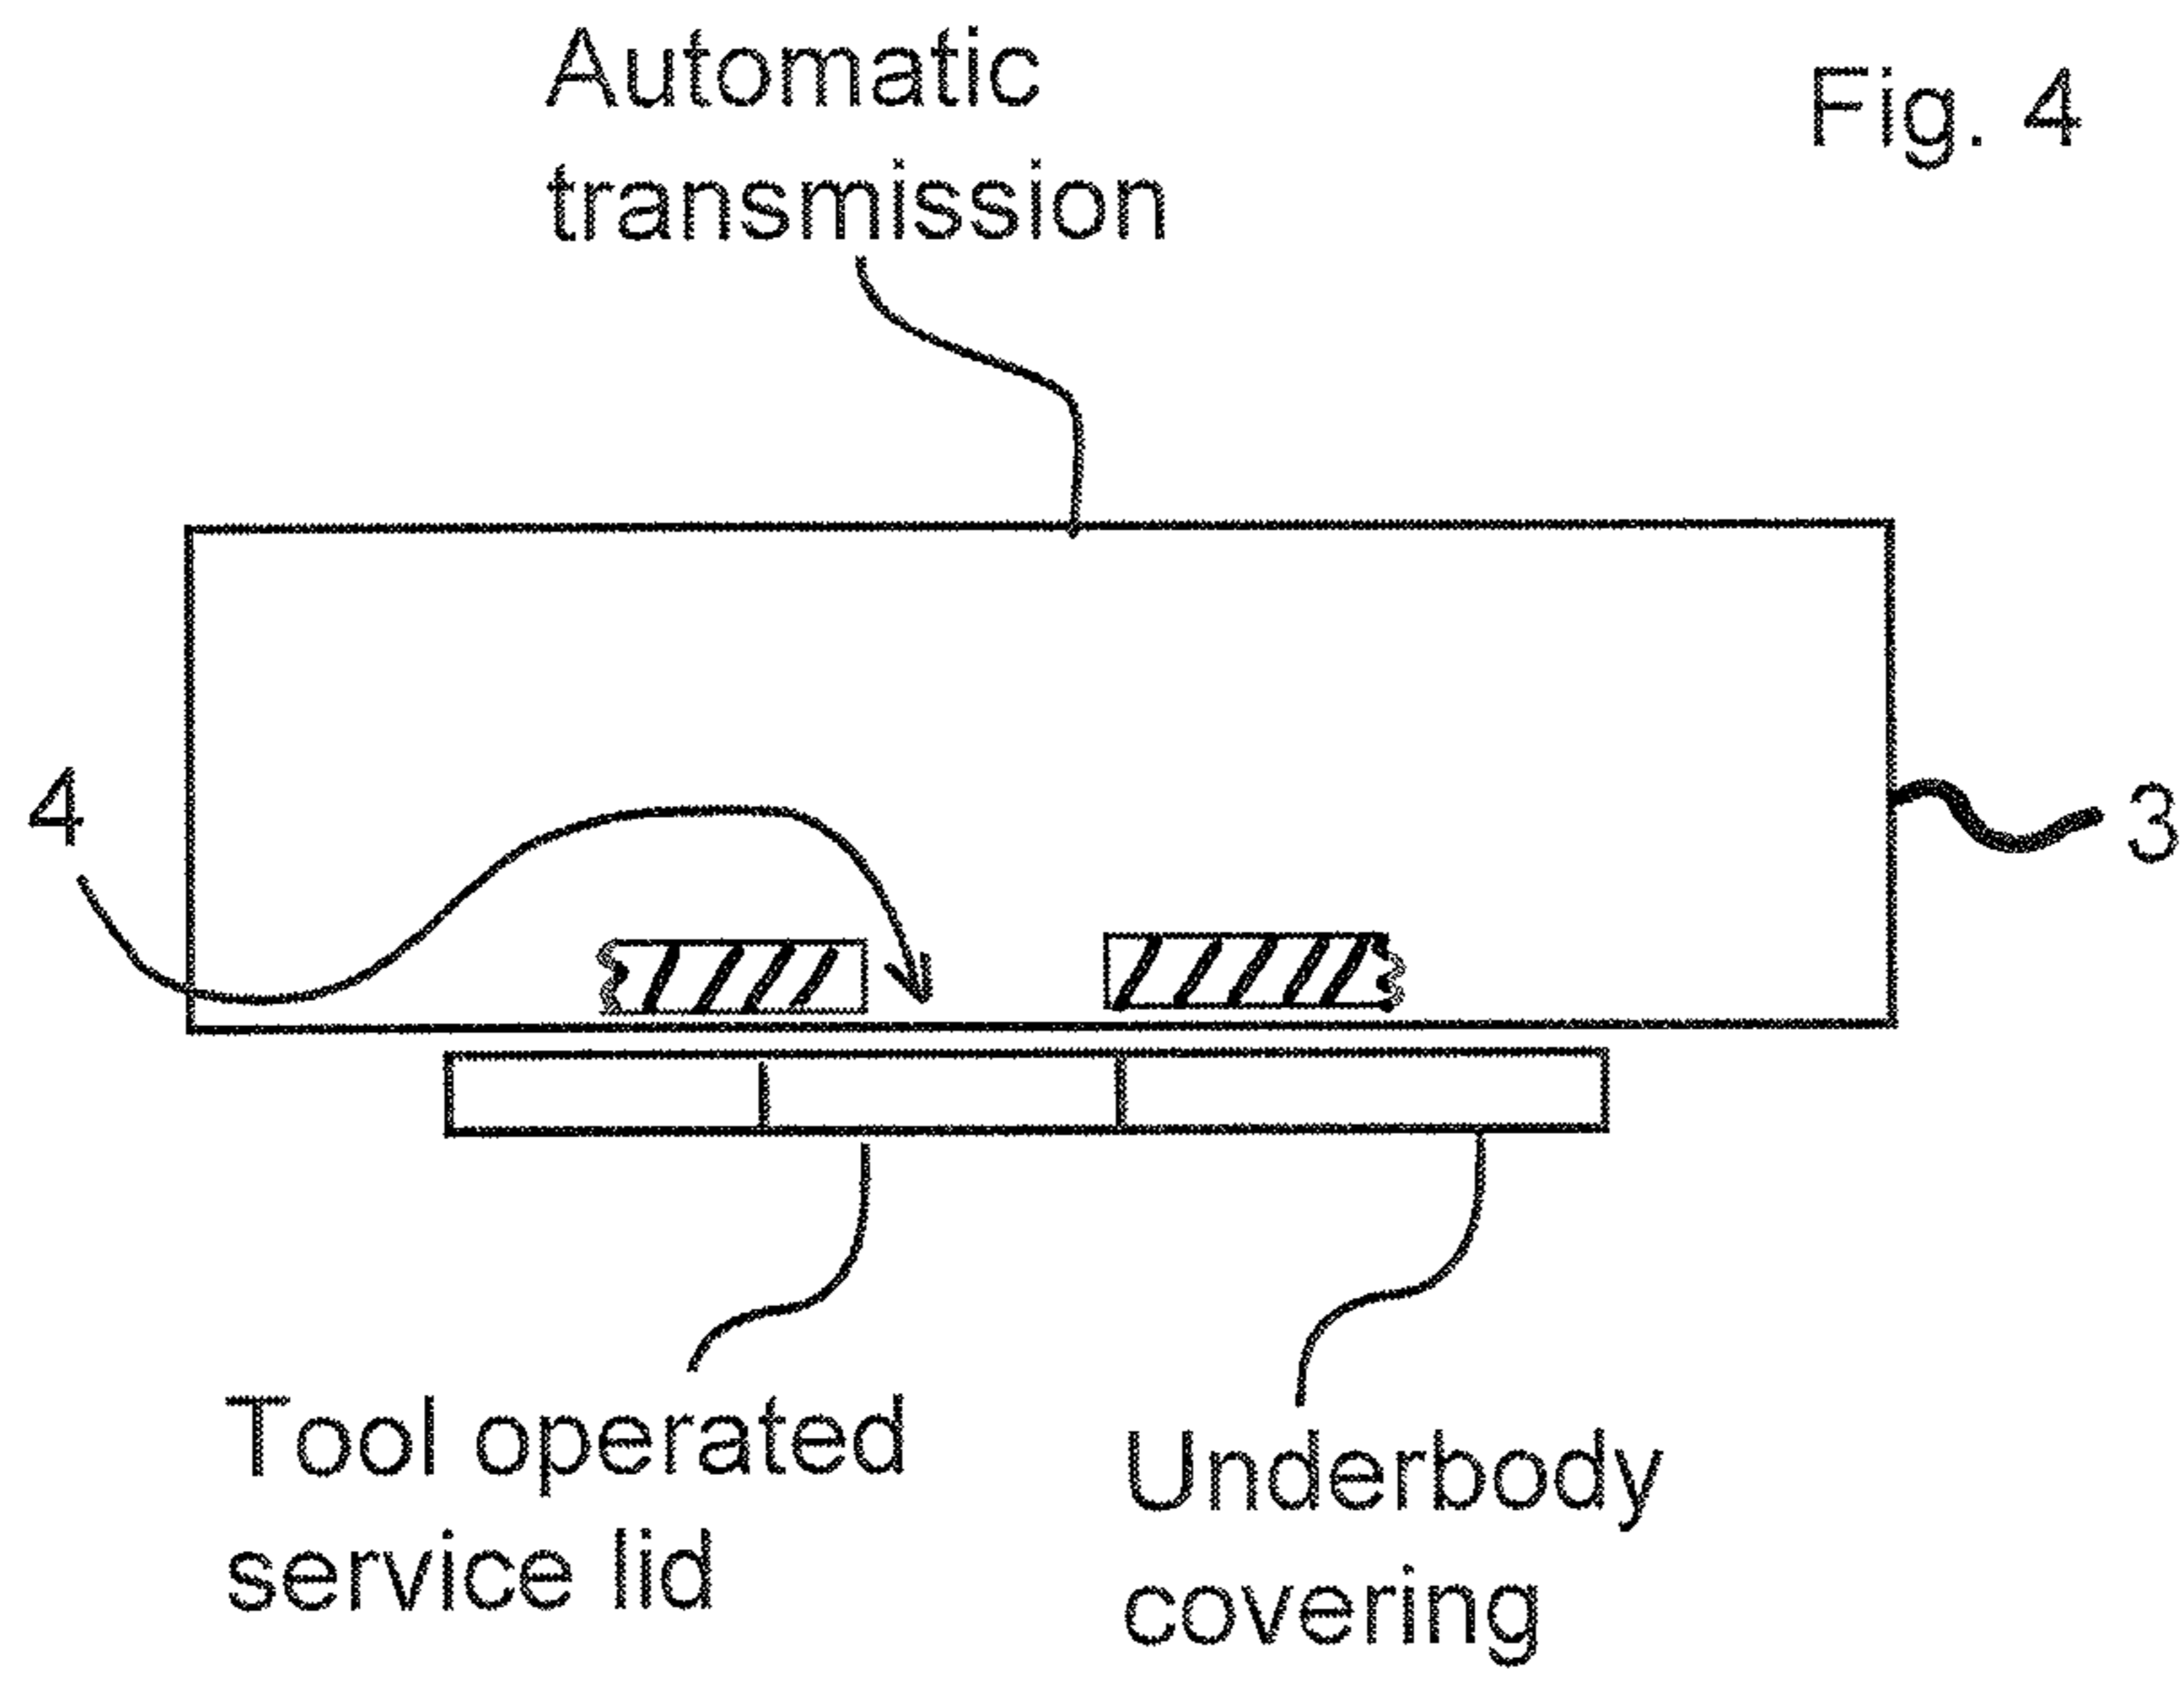 Automatic
transmission
Fig. 4
4
3
Tool operated
service lid
Underbody
covering